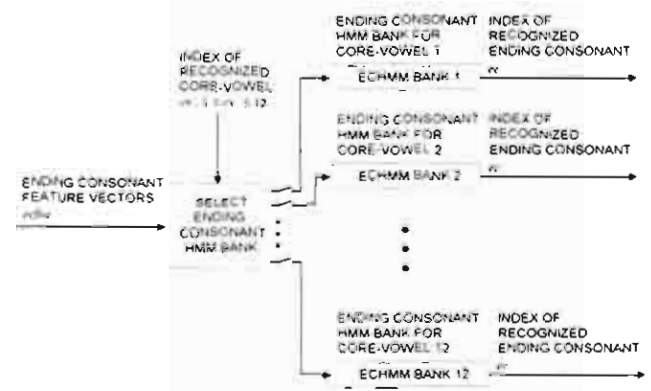 ENDING CONSONANT
HMM BANK FOR
CORE-VOWEL 1
INDEX OF
RECOGNIZED
ENDING CONSONANT
ECHMM BANK 1
INDEX OF
RECOGNIZED
CORE-VOWEL
ENDING CONSONANT
HMM BANK FOR
CORE-VOWEL 2
INDEX OF
RECOGNIZED
ENDING CONSONANT
ECHMM BANK 2
ENDING CONSONANT
FEATURE VECTORS
SELECT
ENDING
CONSONANT
HMM BANK
ENDING CONSONANT
HMM BANK FOR
CORE-VOWEL 12
INDEX OF
RECOGNIZED
ENDING CONSONANT
ECHMM BANK 12